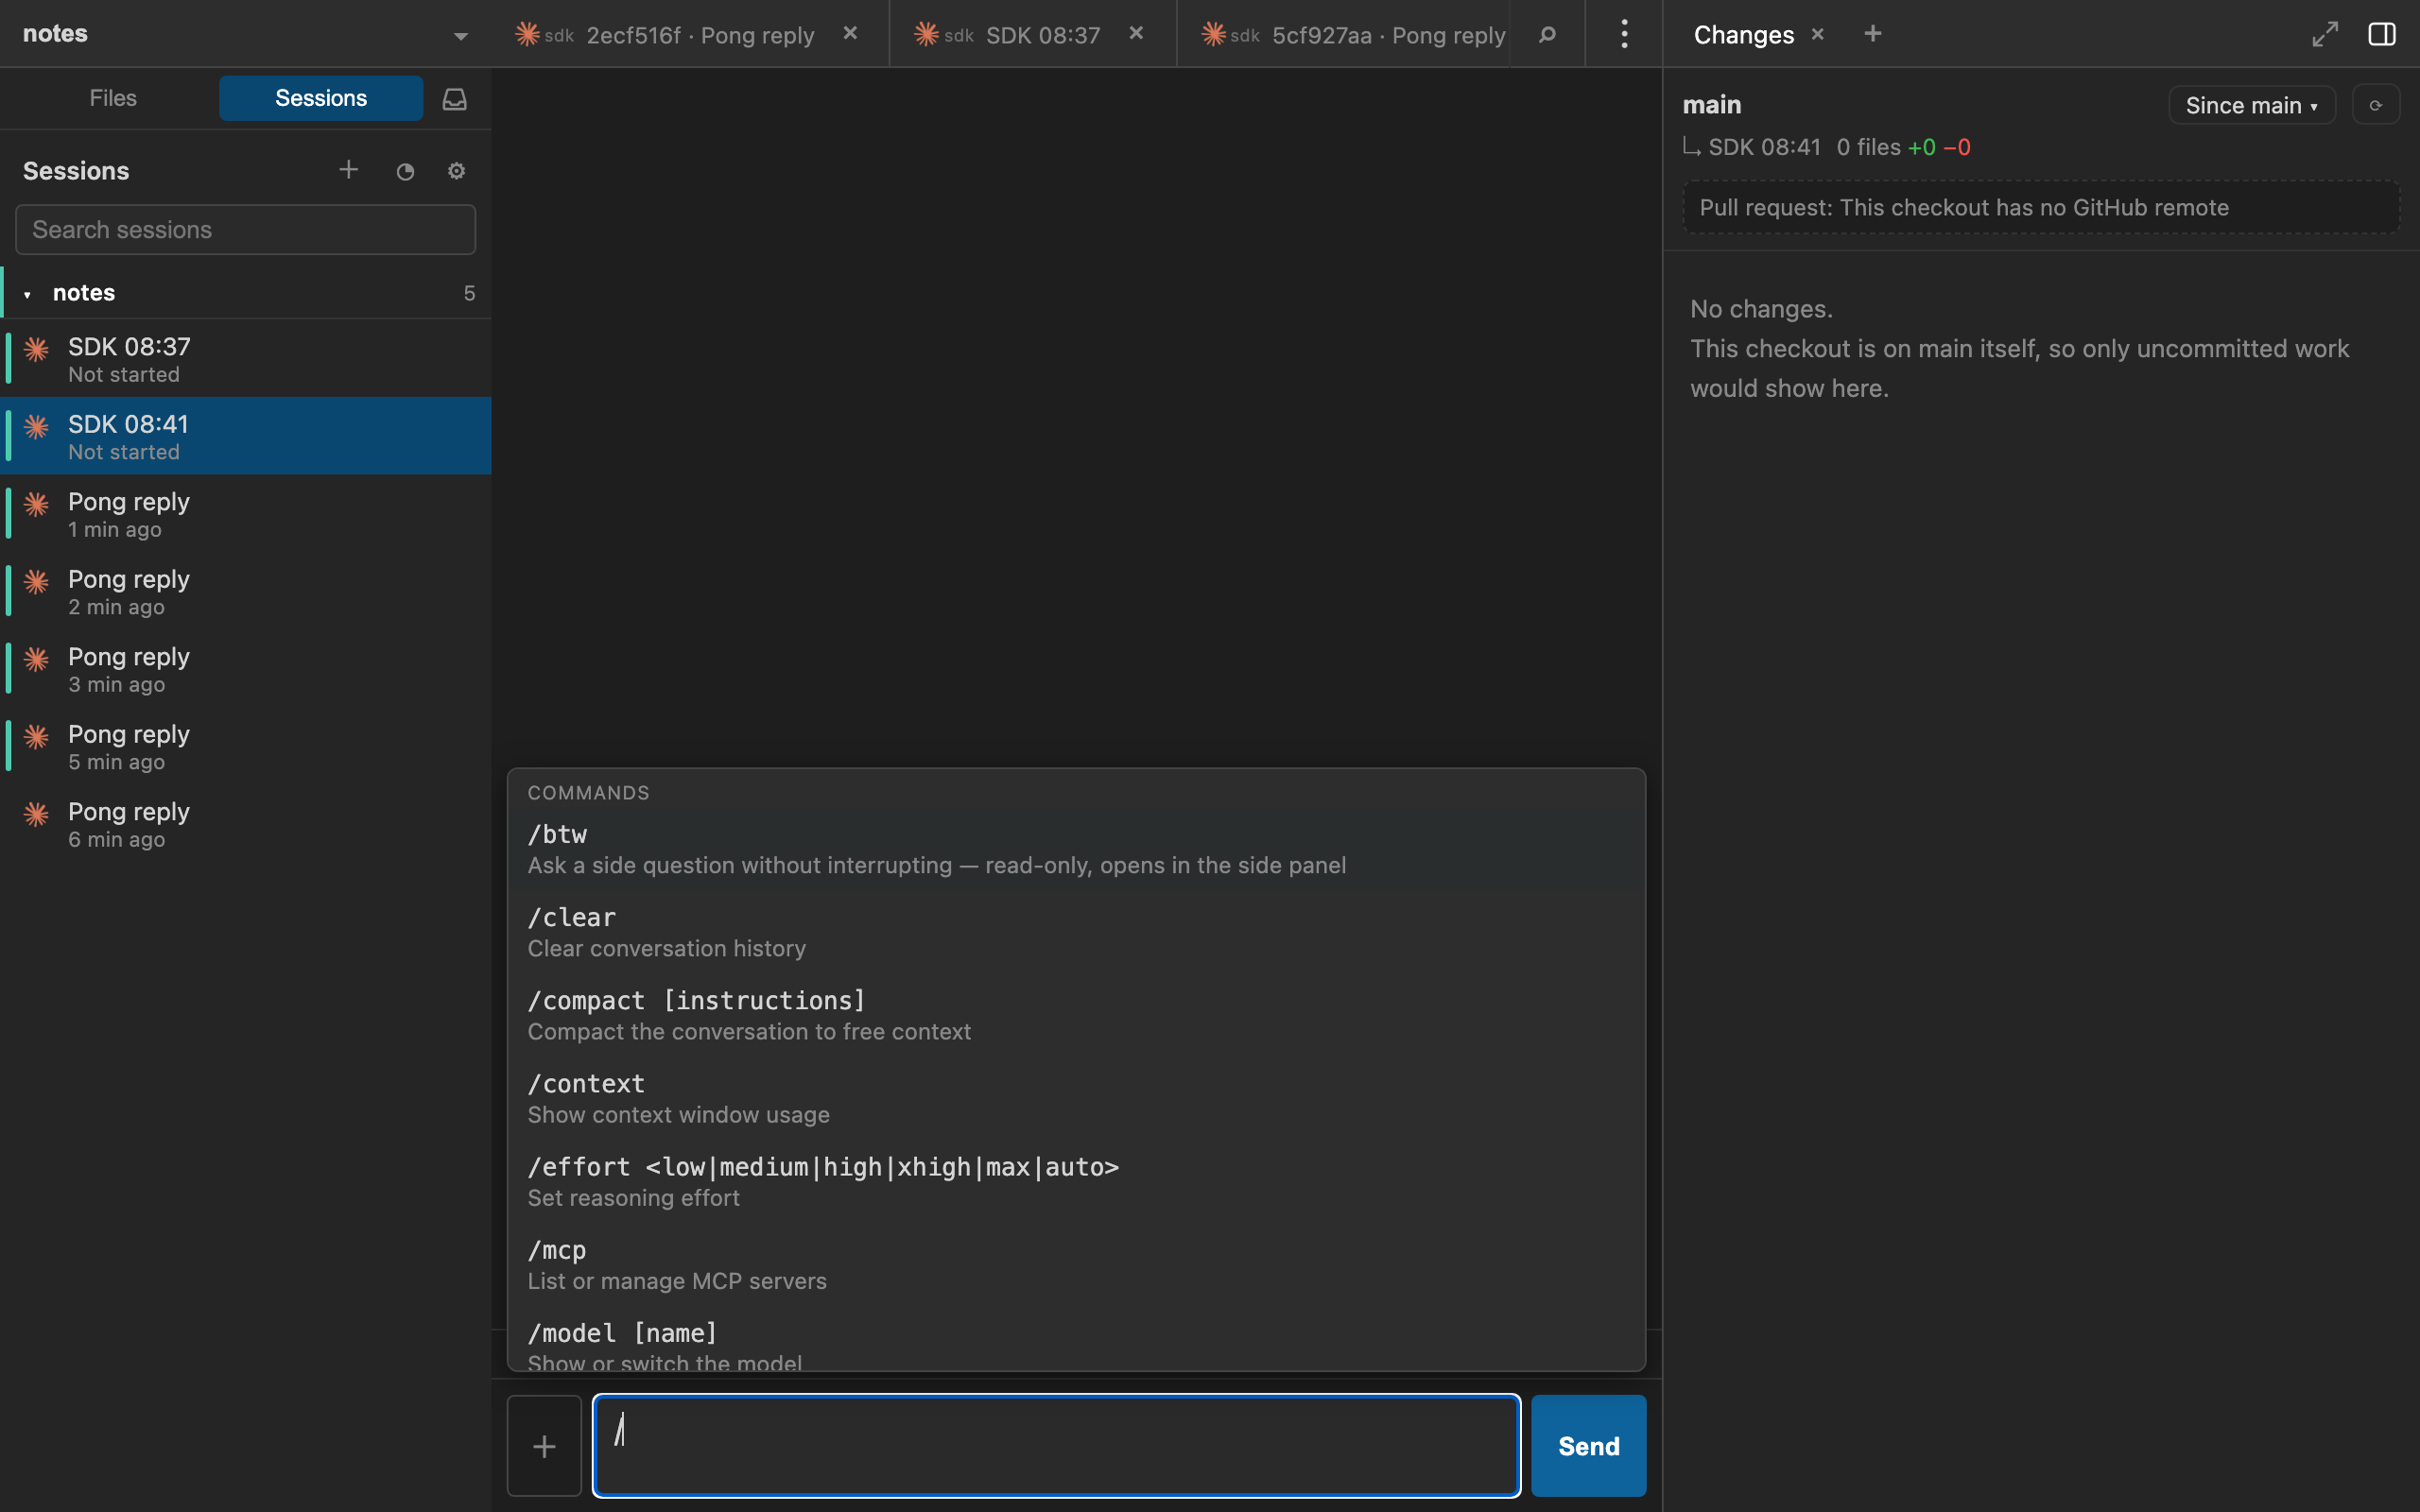 notes
sdk 2ecf516f · Pong reply
sdk SDK 08:37
sdk 5cf927aa · Pong reply
Changes
Files
Sessions
main
Since main
SDK 08:41 0 files +0 −0
Pull request: This checkout has no GitHub remote
No changes.
This checkout is on main itself, so only uncommitted work
would show here.
Sessions
Search sessions
notes 5
SDK 08:37
Not started
SDK 08:41
Not started
Pong reply
1 min ago
Pong reply
2 min ago
Pong reply
3 min ago
Pong reply
5 min ago
Pong reply
6 min ago
COMMANDS
/btw
Ask a side question without interrupting — read-only, opens in the side panel
/clear
Clear conversation history
/compact [instructions]
Compact the conversation to free context
/context
Show context window usage
/effort <low|medium|high|xhigh|max|auto>
Set reasoning effort
/mcp
List or manage MCP servers
/model [name]
Show or switch the model
/
Send